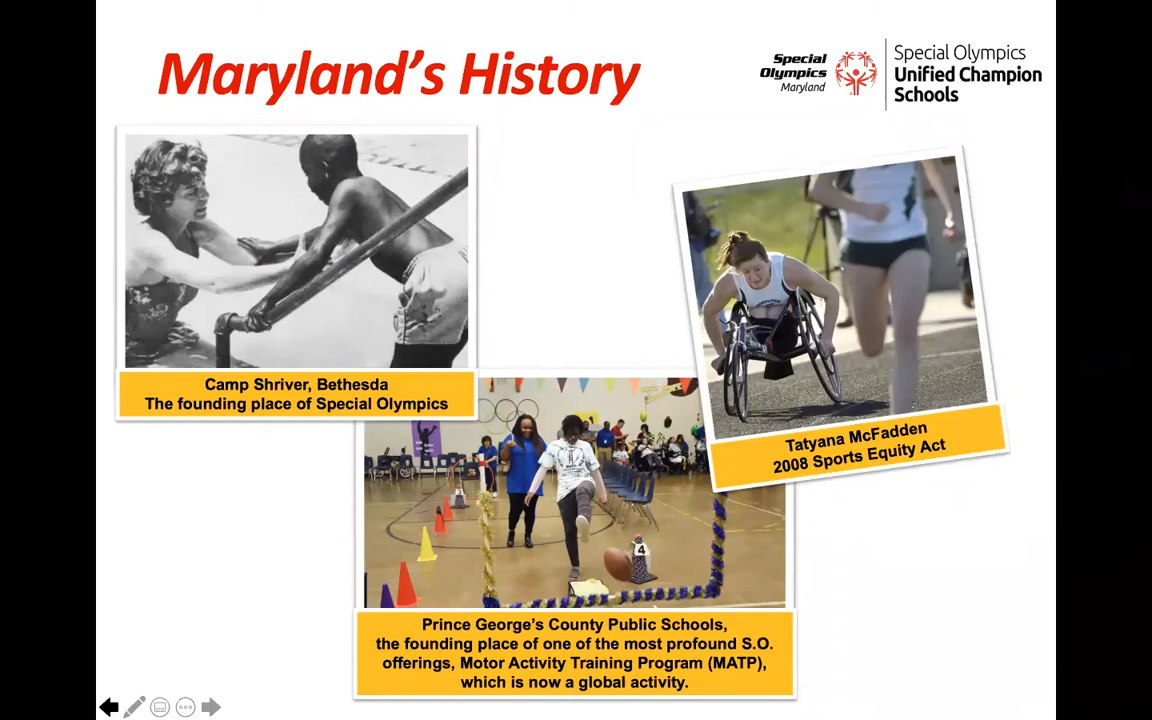 Maryland's History
Special
Olympics
Maryland
Special Olympics
Unified Champion
Schools
Camp Shriver, Bethesda
The founding place of Special Olympics
Tatyana McFadden
2008 Sports Equity Act
4
Prince George's County Public Schools,
the founding place of one of the most profound S.O.
offerings, Motor Activity Training Program (MATP),
which is now a global activity.